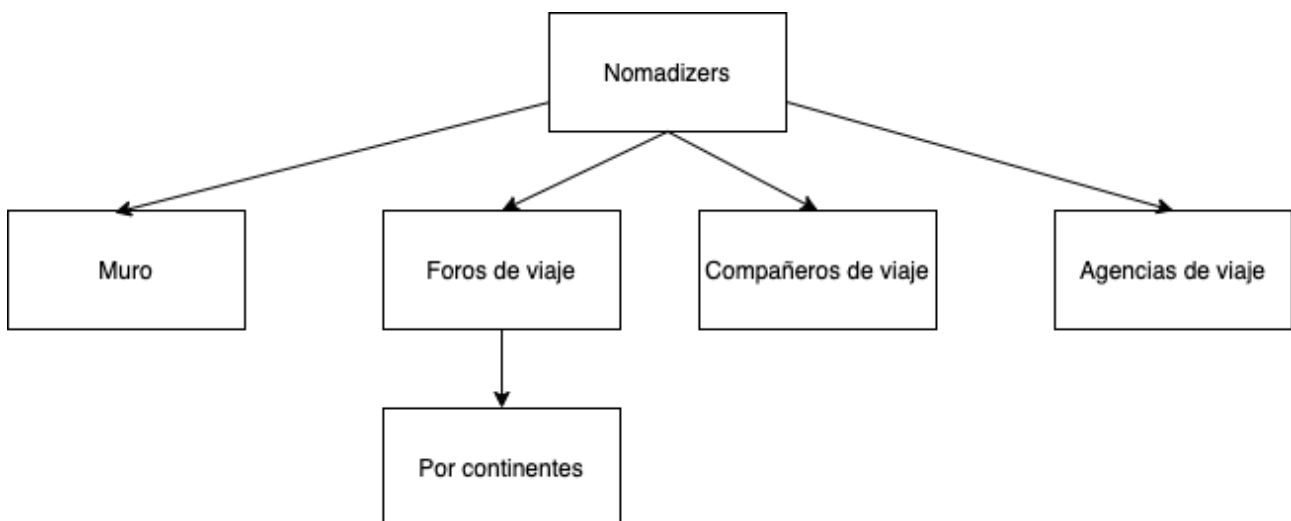 Nomadizers
Muro
Foros de viaje
Compañeros de viaje
Agencias de viaje
Por continentes